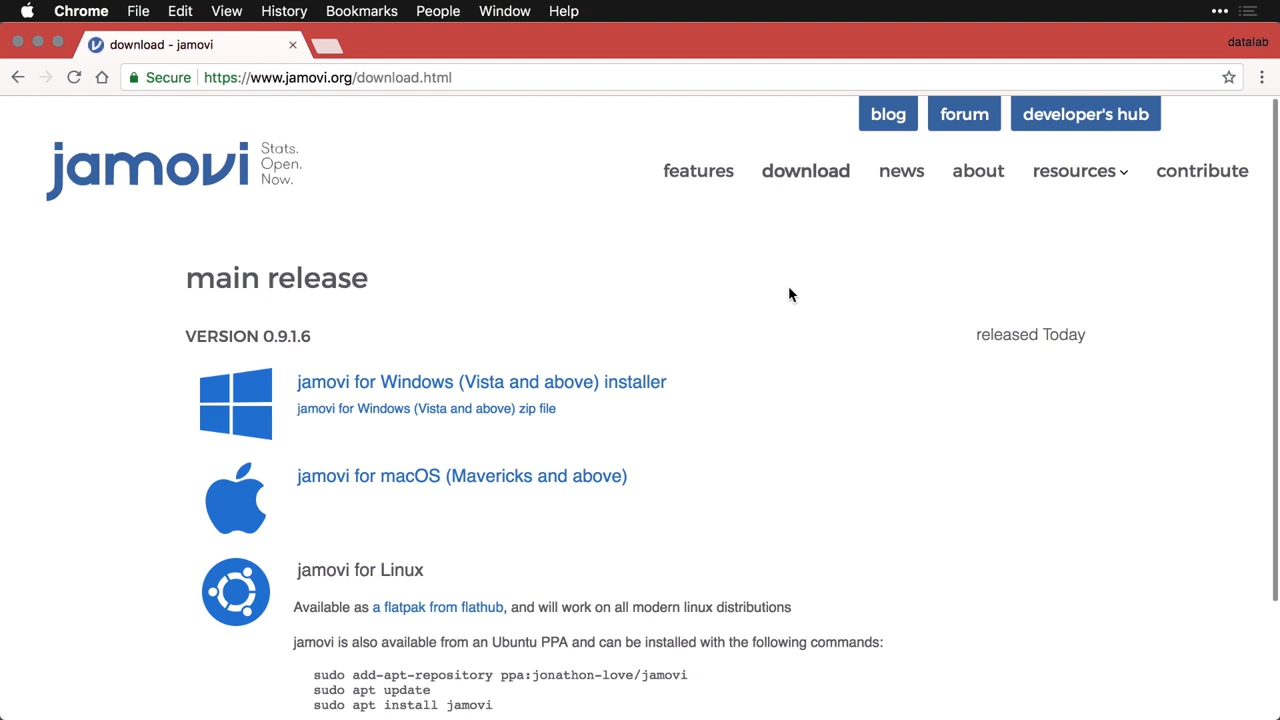 Chrome File Edit View History Bookmarks People Window Help
download - jamovi
datalab
Secure https://www.jamovi.org/download.html
blog forum developer's hub
jamovi
Stats.
Open.
Now.
features download news about resources contribute
main release
VERSION 0.9.1.6 released Today
jamovi for Windows (Vista and above) installer
jamovi for Windows (Vista and above) zip file
jamovi for macOS (Mavericks and above)
jamovi for Linux
Available as a flatpak from flathub, and will work on all modern linux distributions
jamovi is also available from an Ubuntu PPA and can be installed with the following commands:
sudo add-apt-repository ppa:jonathon-love/jamovi
sudo apt update
sudo apt install jamovi